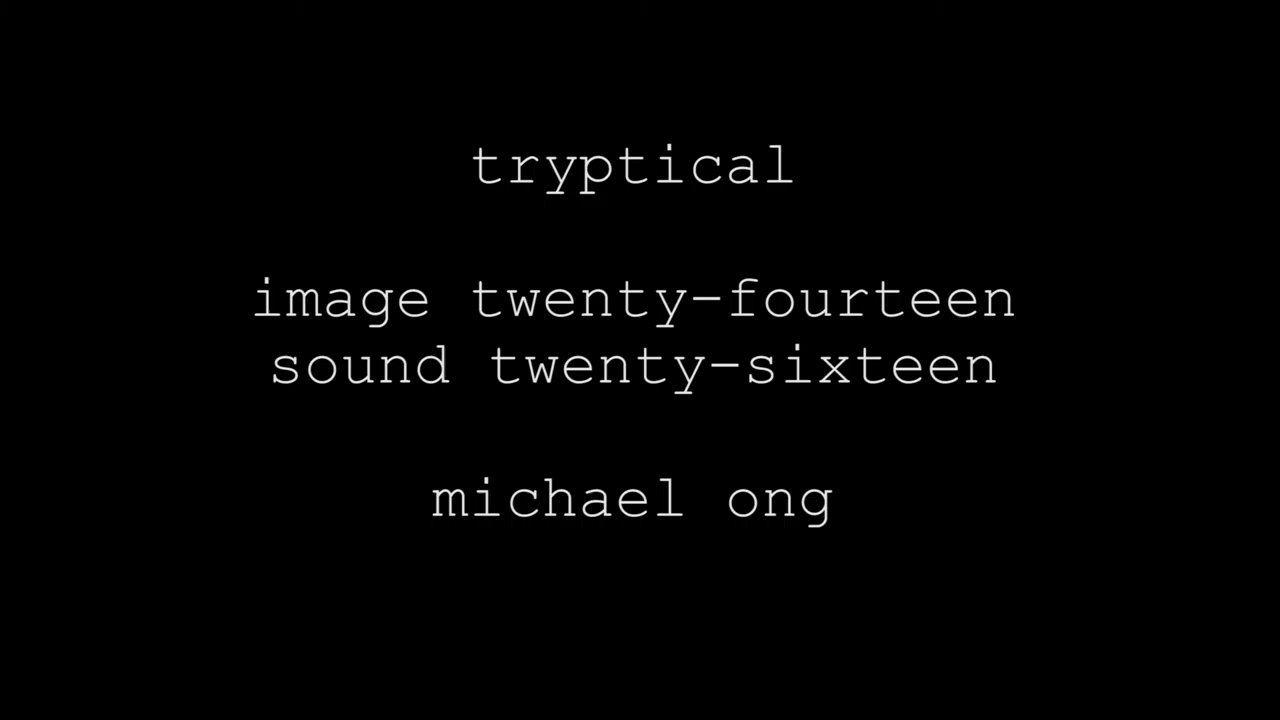 tryptical
image twenty-fourteen
sound twenty-sixteen
michael ong